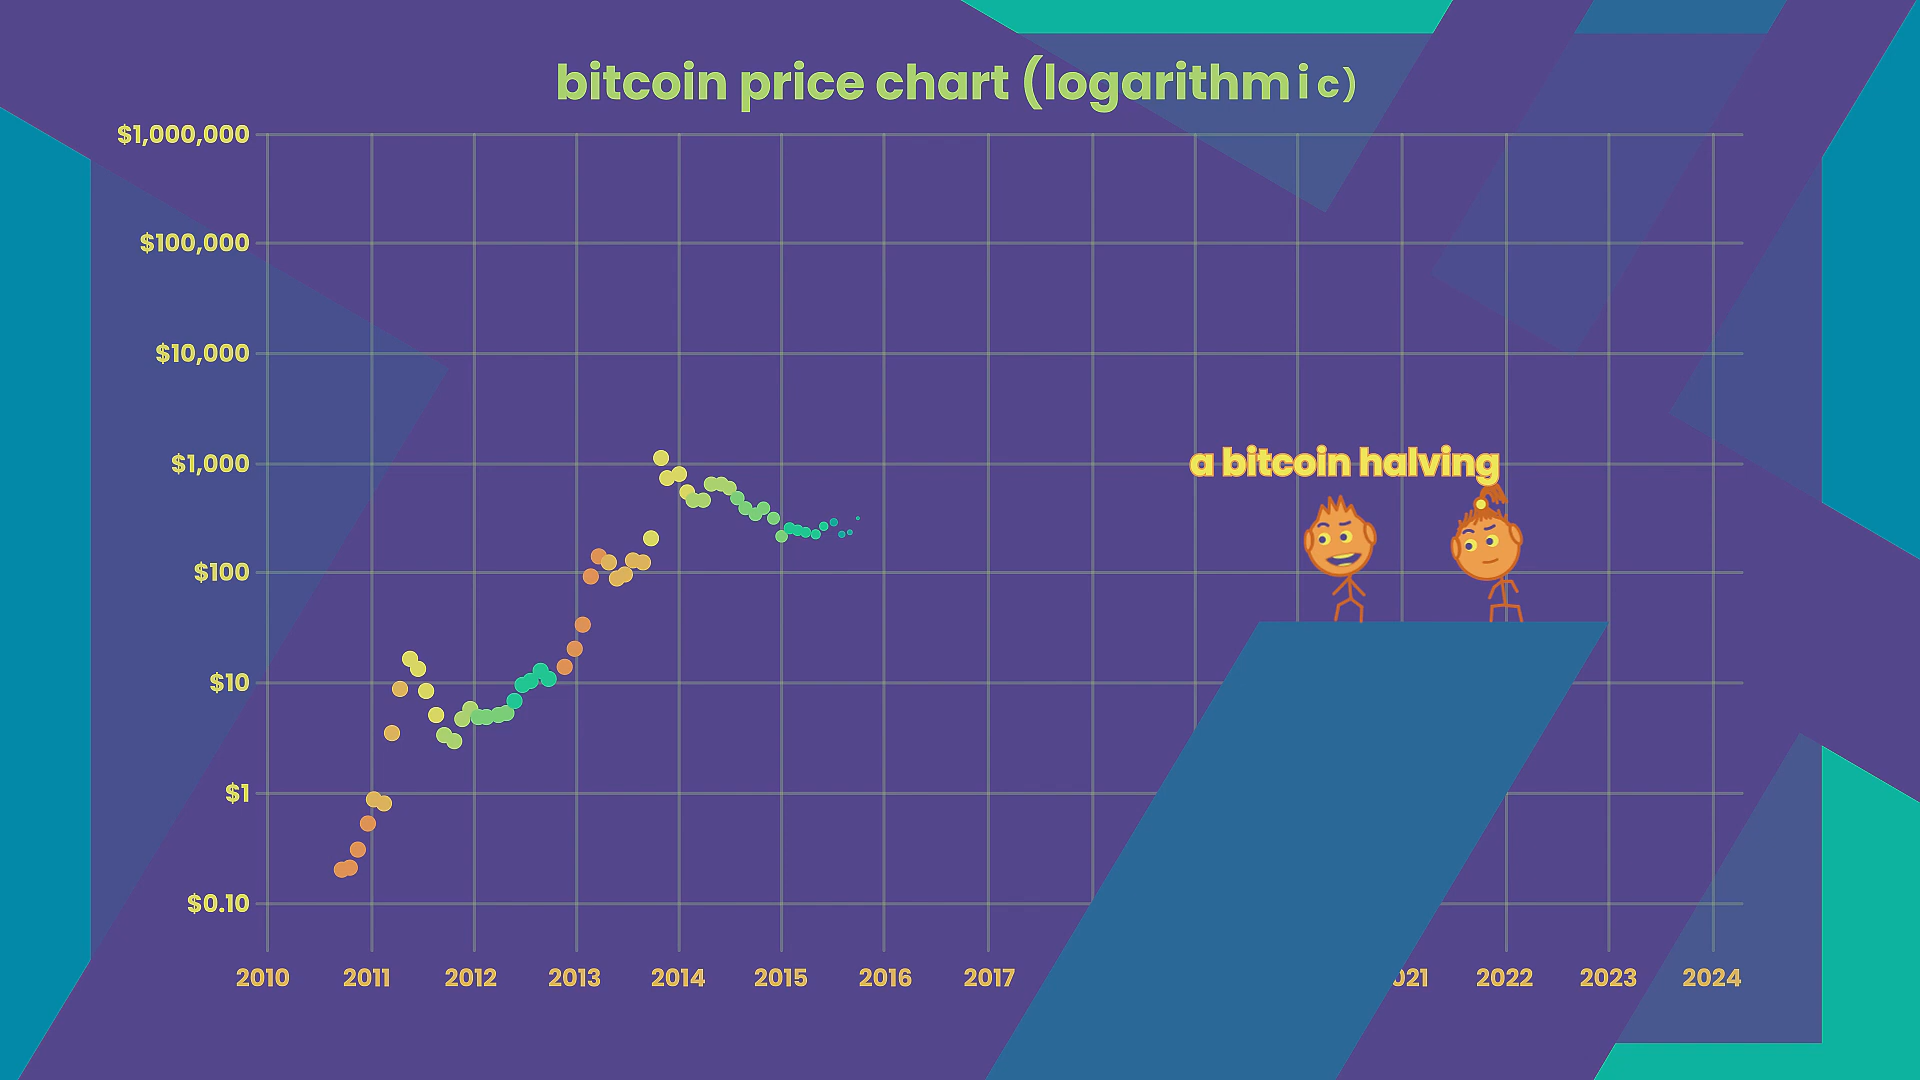 bitcoin price chart (logarithmic)
$1,000,000
$100,000
$10,000
$1,000
a bitcoin halving
$100
$10
$1
$0.10
2010 2011 2012 2013 2014 2015 2016 2017 021 2022 2023 2024